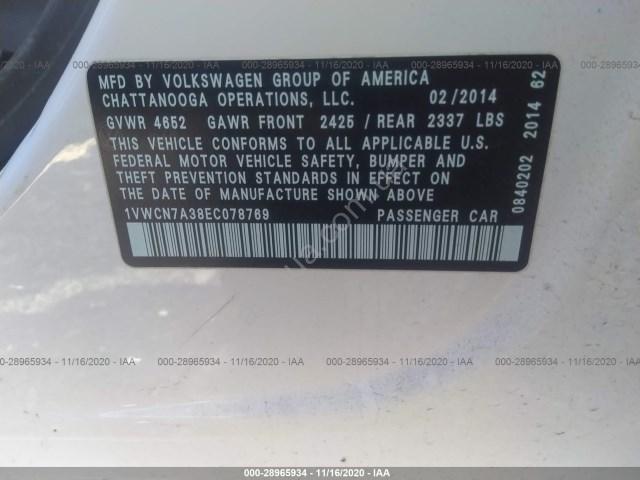 000-28965934 - 11/16/2020 - IAA 000-28965934 - 11/16/2020 - IAA 000-28965934 - 11/16/2020 - IAA
MFD BY VOLKSWAGEN GROUP OF AMERICA
CHATTANOOGA OPERATIONS, LLC. 02/2014
GVWR 4652 GAWR FRONT 2425 / REAR 2337 LBS
THIS VEHICLE CONFORMS TO ALL APPLICABLE U.S.
FEDERAL MOTOR VEHICLE SAFETY, BUMPER AND
THEFT PREVENTION STANDARDS IN EFFECT ON
THE DATE OF MANUFACTURE SHOWN ABOVE
1VWCN7A38EC078769 PASSENGER CAR
0840202 2014 62
000-28965934 - 11/16/2020 - IAA 000-28965934 - 11/16/2020 - IAA 000-28965934 - 11/16/2020 - IAA
000-28965934 - 11/16/2020 - IAA